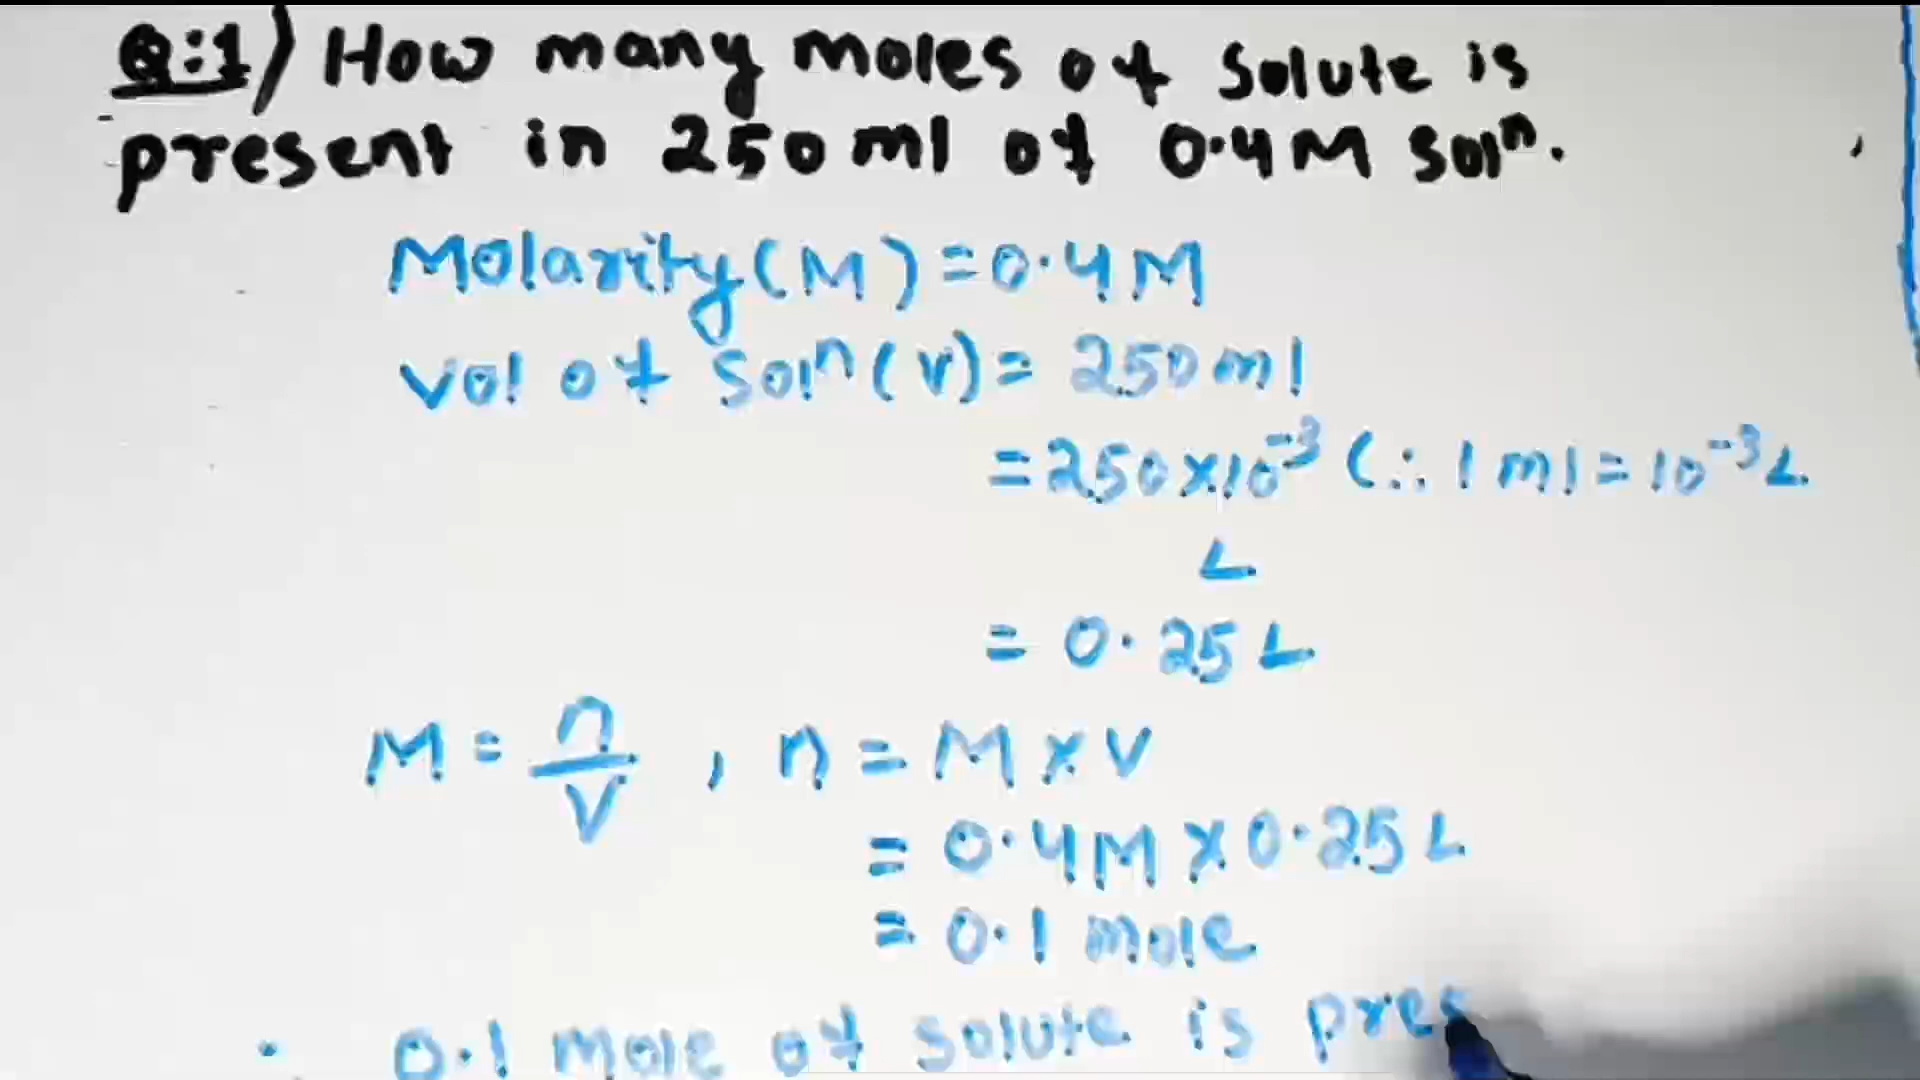 Q:1) How many moles of solute is
present in 250 ml of 0.4M solⁿ.
Molarity (M) = 0.4 M
vol of solⁿ (v) = 250 ml
= 250×10⁻³ (∴ 1 ml = 10⁻³ L
L
= 0.25 L
M = n/V , n = M × V
= 0.4M × 0.25 L
= 0.1 mole
0.1 mole of solute is pres